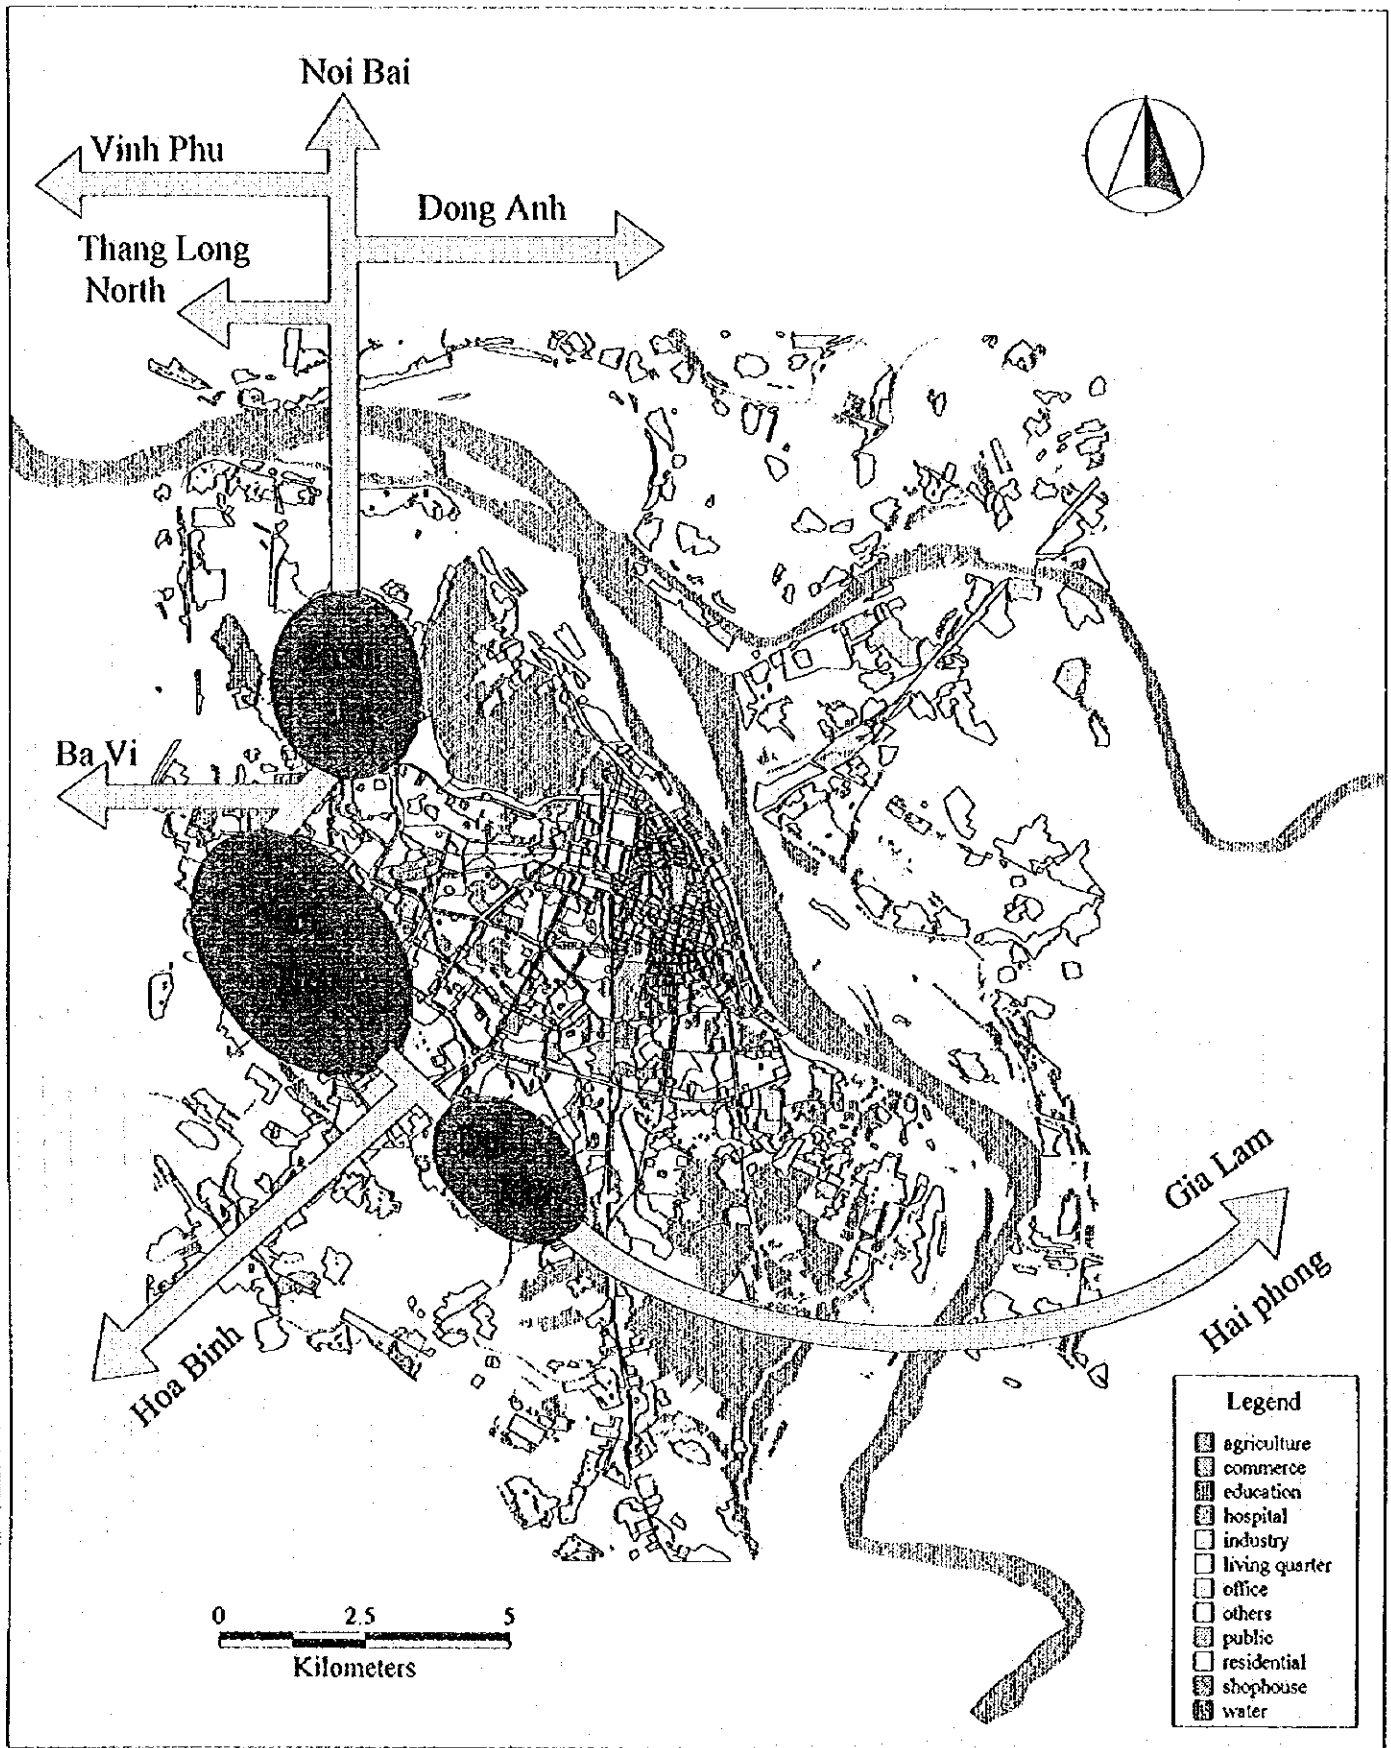 Noi Bai
Vinh Phu
Dong Anh
Thang Long
North
Ba Vi
Gia Lam
Hai phong
Hoa Binh
Legend
agriculture
commerce
education
hospital
industry
living quarter
office
others
public
residential
shophouse
water
0 2.5 5
Kilometers